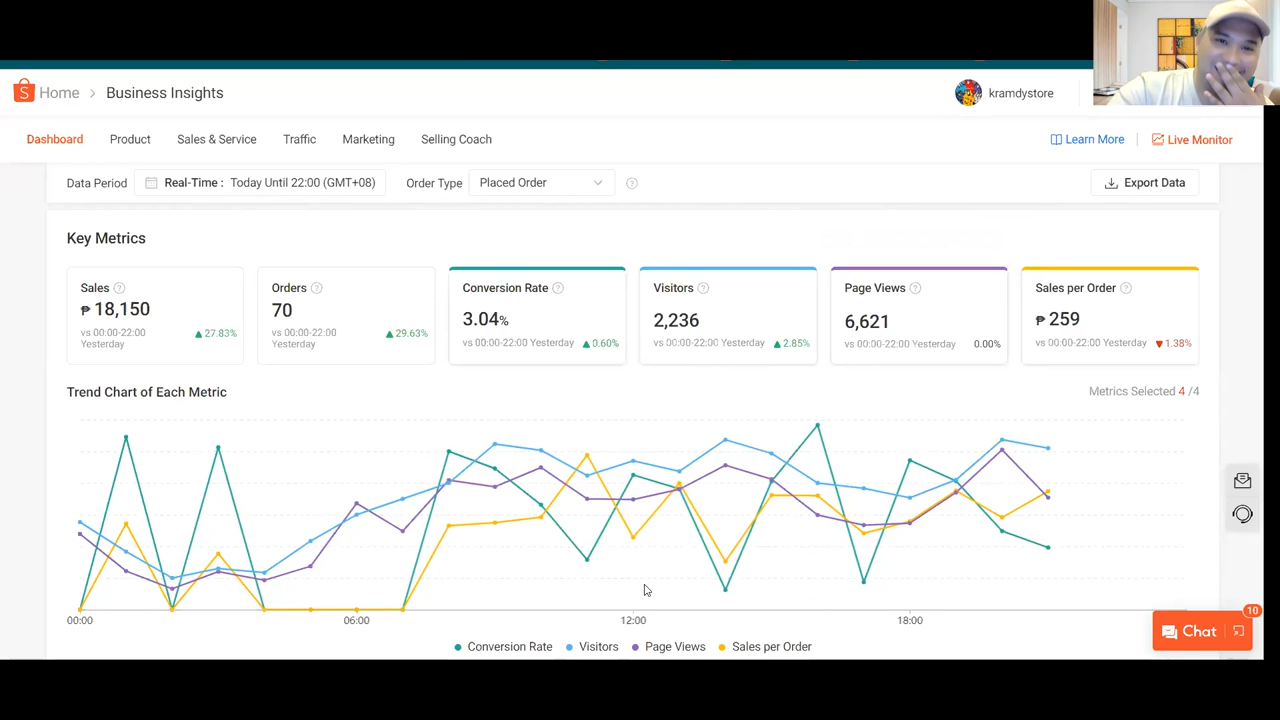 S Home > Business Insights
kramdystore
Dashboard Product Sales & Service Traffic Marketing Selling Coach
Learn More Live Monitor
Data Period Real-Time : Today Until 22:00 (GMT+08) Order Type Placed Order ? Export Data
Key Metrics
Sales ?
₱ 18,150
vs 00:00-22:00
Yesterday
▲ 27.83%
Orders ?
70
vs 00:00-22:00
Yesterday
▲ 29.63%
Conversion Rate ?
3.04%
vs 00:00-22:00 Yesterday ▲ 0.60%
Visitors ?
2,236
vs 00:00-22:00 Yesterday ▲ 2.85%
Page Views ?
6,621
vs 00:00-22:00 Yesterday 0.00%
Sales per Order ?
₱ 259
vs 00:00-22:00 Yesterday ▼ 1.38%
Trend Chart of Each Metric
Metrics Selected 4 /4
00:00 06:00 12:00 18:00
Conversion Rate Visitors Page Views Sales per Order
10
Chat